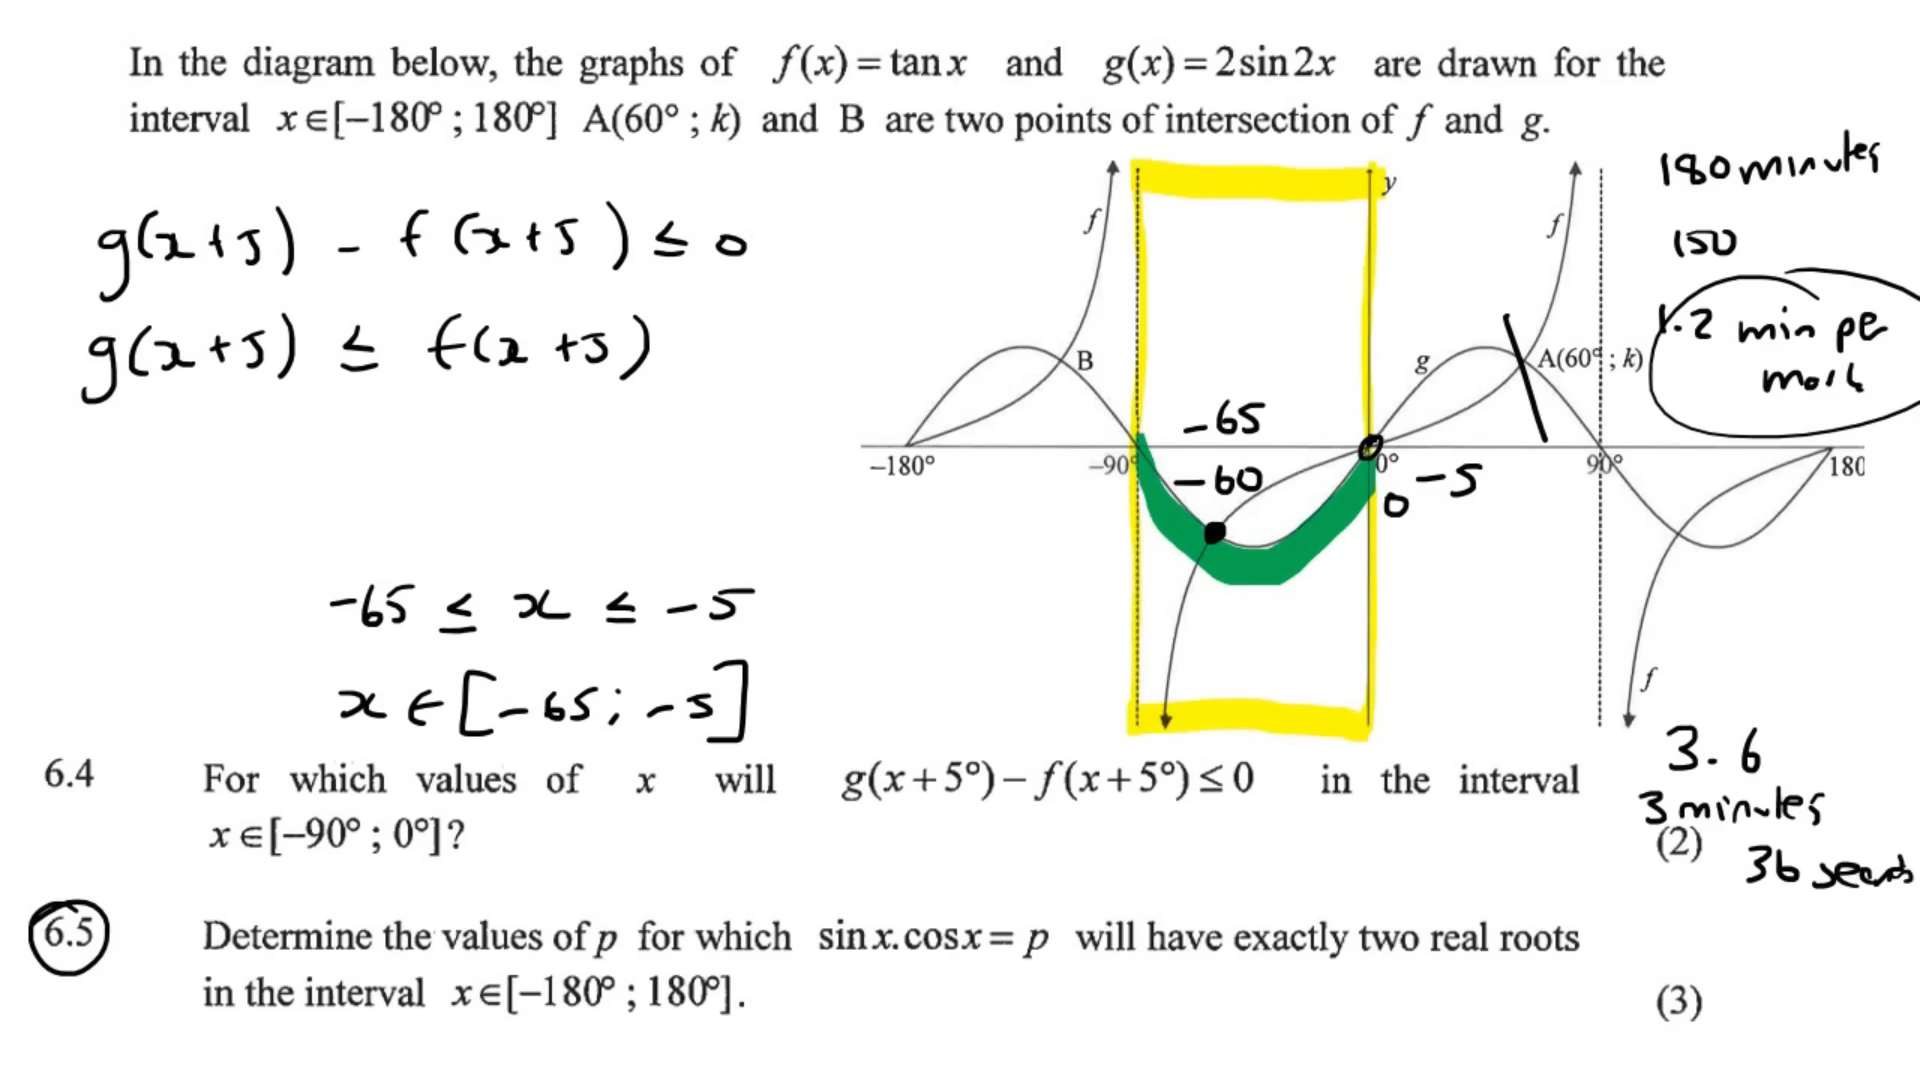 In the diagram below, the graphs of f(x) = tan x and g(x) = 2 sin 2x are drawn for the
interval x ∈ [–180° ; 180°] A(60° ; k) and B are two points of intersection of f and g.
g(x+5) - f(x+5) ≤ 0
g(x+5) ≤ f(x+5)
-65 ≤ x ≤ -5
x ∈ [-65; -5]
y
f
f
B
g
A(60° ; k)
-65
-60
–180°
–90°
0°
-5
0
90°
180
f
180 minutes
150
1.2 min per
mark
3.6
3 minutes
36 seconds
6.4 For which values of x will g(x + 5°) – f(x + 5°) ≤ 0 in the interval
x ∈ [–90° ; 0°]? (2)
6.5 Determine the values of p for which sin x. cos x = p will have exactly two real roots
in the interval x ∈ [–180° ; 180°]. (3)